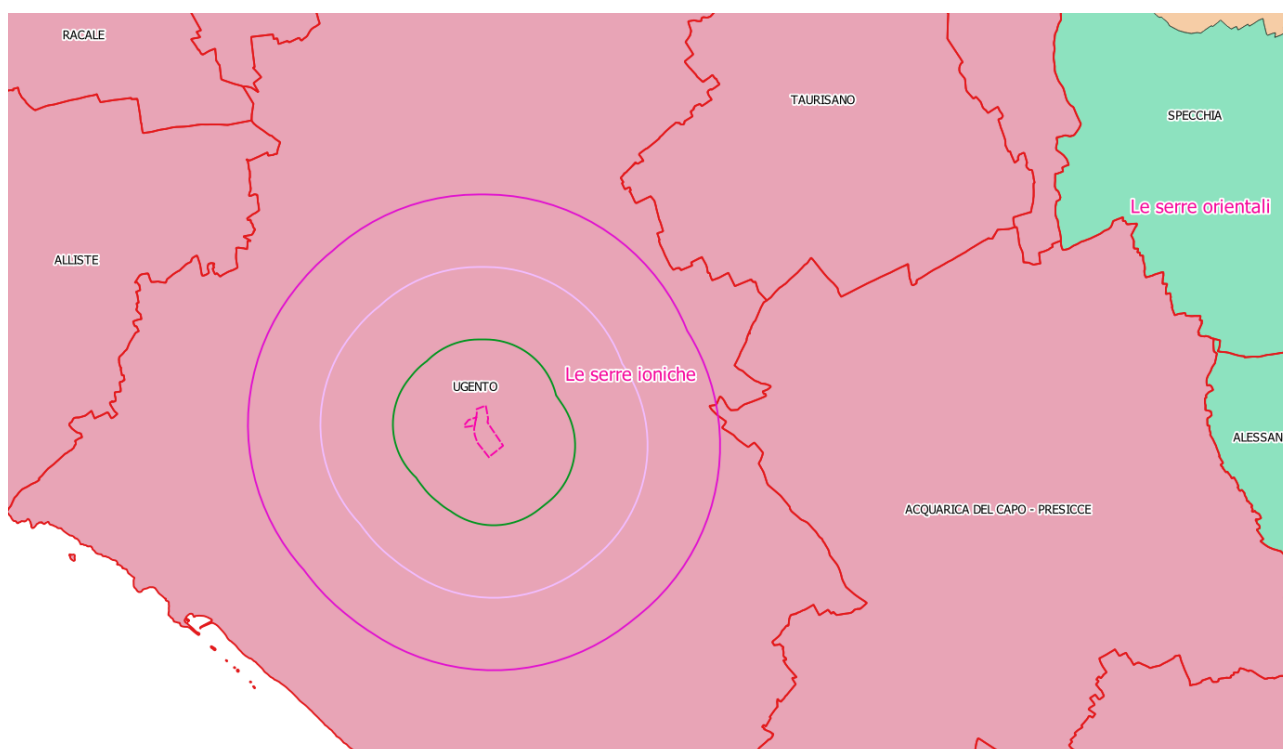 RACALE
TAURISANO
SPECCHIA
Le serre orientali
ALLISTE
Le serre ioniche
UGENTO
ALESSAN
ACQUARICA DEL CAPO - PRESICCE